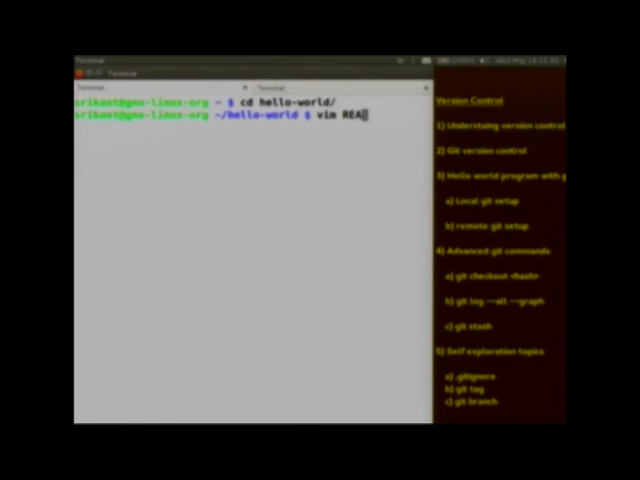 Terminal
Terminal
Terminal
Terminal
srikant@gnu-linux-org ~ $ cd hello-world/
srikant@gnu-linux-org ~/hello-world $ vim REA
Version Control
1) Understaing version control
2) Git version control
3) Hello world program with g
a) Local git setup
b) remote git setup
4) Advanced git commands
a) git checkout <hash>
b) git log --all --graph
c) git stash
5) Self exploration topics
a) .gitignore
b) git tag
c) git branch